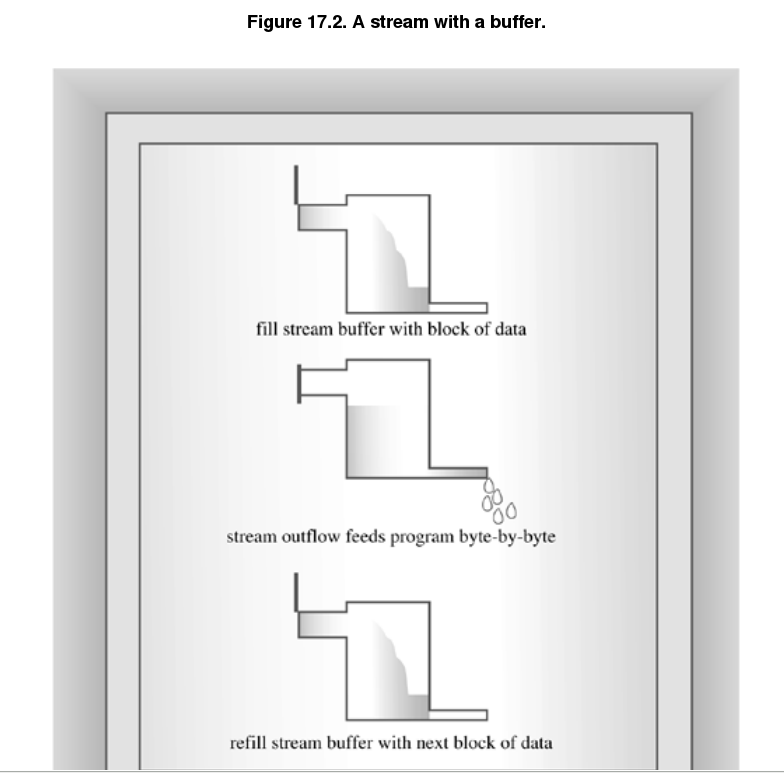 Figure 17.2. A stream with a buffer.
fill stream buffer with block of data
stream outflow feeds program byte-by-byte
refill stream buffer with next block of data